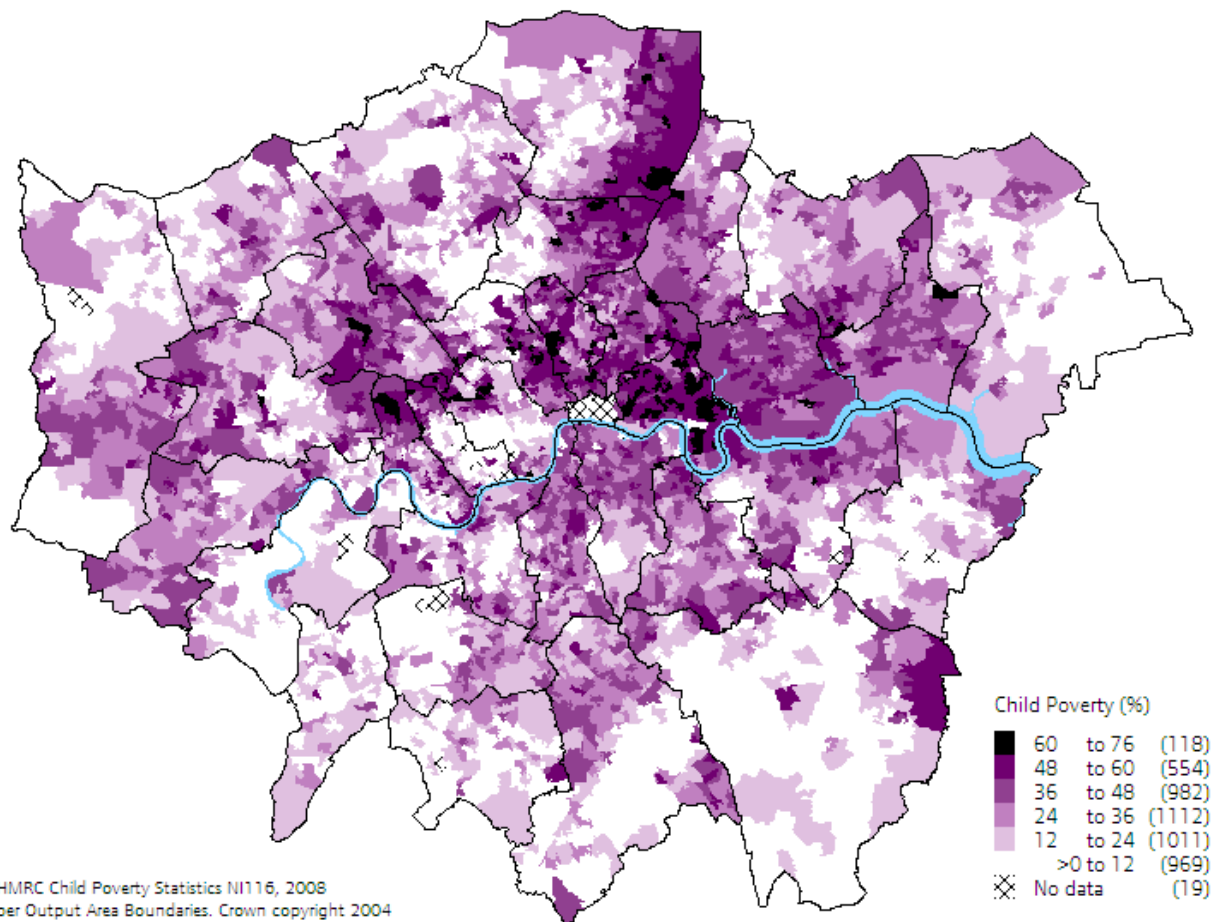 Child Poverty (%)
60 to 76 (118)
48 to 60 (554)
36 to 48 (982)
24 to 36 (1112)
12 to 24 (1011)
>0 to 12 (969)
No data (19)
HMRC Child Poverty Statistics NI116, 2008
per Output Area Boundaries. Crown copyright 2004